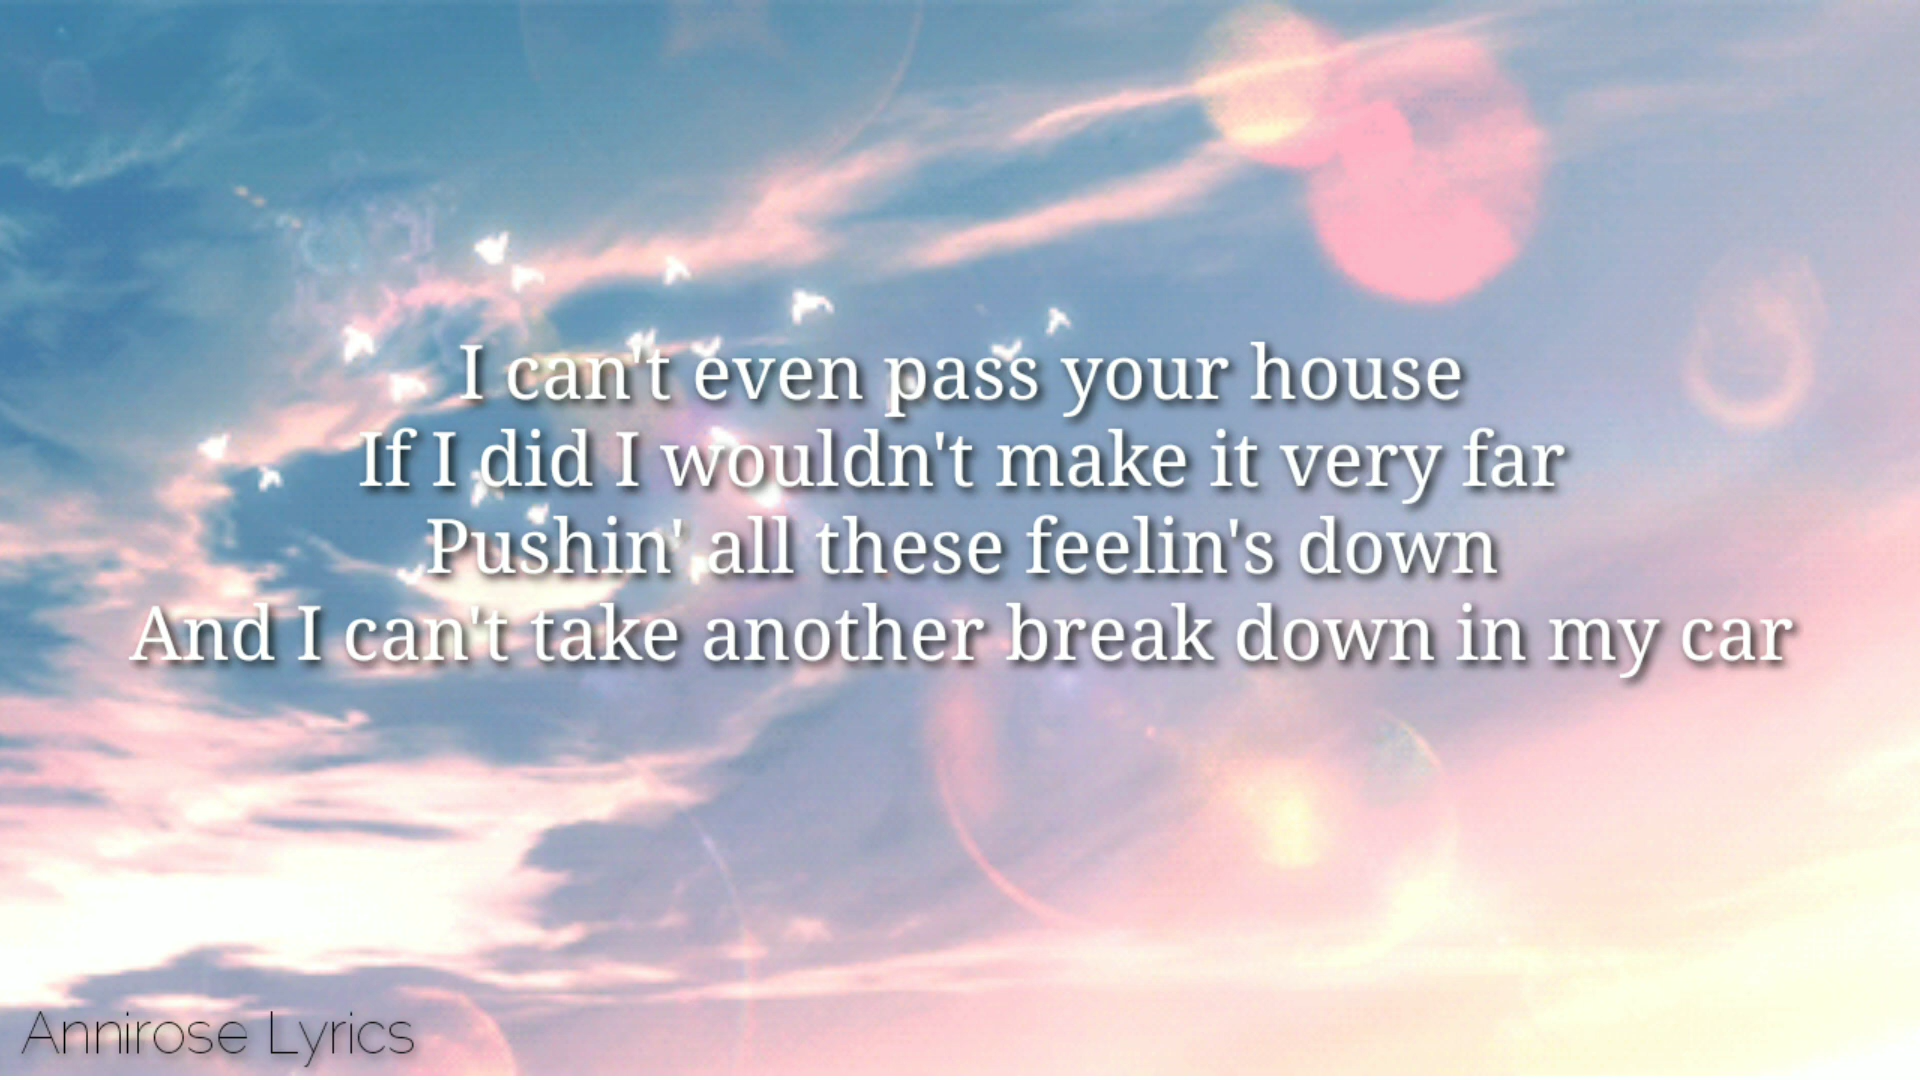 I can't even pass your house
If I did I wouldn't make it very far
Pushin' all these feelin's down
And I can't take another break down in my car
Annirose Lyrics